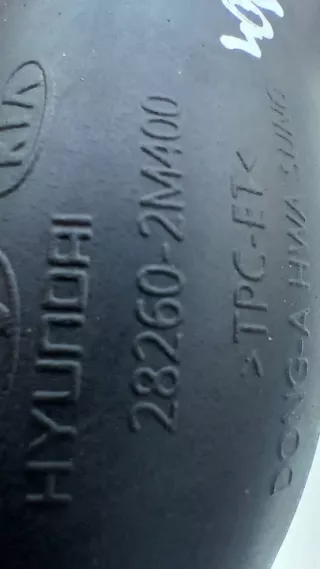 KIA
HYUNDAI
28260-2M400
>TPC-ET<
DONG-A HWA SUNG